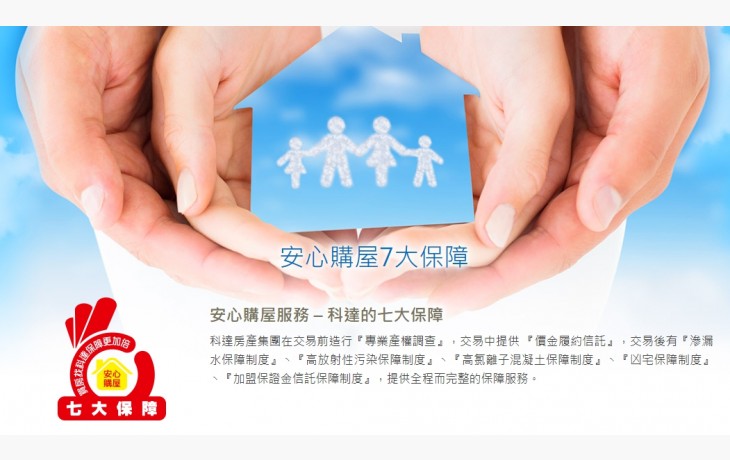 安心購屋7大保障
安心購屋服務 – 科達的七大保障
科達房產集團在交易前進行『專業產權調查』，交易中提供 『價金履約信託』，交易後有『滲漏
水保障制度』、『高放射性污染保障制度』、『高氯離子混凝土保障制度』、『凶宅保障制度』
、『加盟保證金信託保障制度』，提供全程而完整的保障服務。
買房找科達保障更加倍
安心
購屋
七大保障